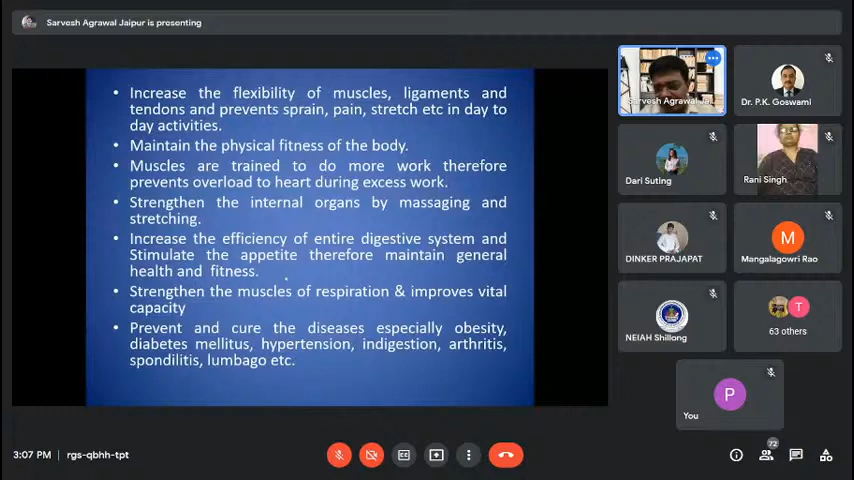 Sarvesh Agrawal Jaipur is presenting
• Increase the flexibility of muscles, ligaments and
tendons and prevents sprain, pain, stretch etc in day to
day activities.
• Maintain the physical fitness of the body.
• Muscles are trained to do more work therefore
prevents overload to heart during excess work.
• Strengthen the internal organs by massaging and
stretching.
• Increase the efficiency of entire digestive system and
Stimulate the appetite therefore maintain general
health and fitness.
• Strengthen the muscles of respiration & improves vital
capacity
• Prevent and cure the diseases especially obesity,
diabetes mellitus, hypertension, indigestion, arthritis,
spondilitis, lumbago etc.
Sarvesh Agrawal Ja...
Dr. P.K. Goswami
Dari Suting
Rani Singh
DINKER PRAJAPAT
M
Mangalagowri Rao
NEIAH Shillong
T
63 others
P
You
3:07 PM
rgs-qbhh-tpt
72